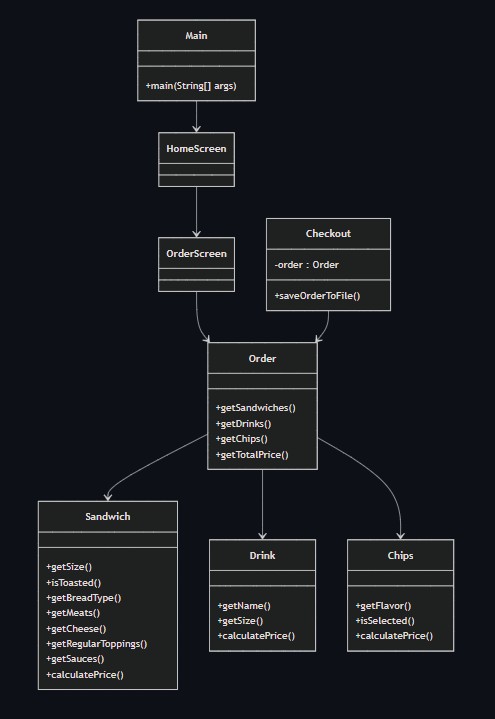 Main
+main(String[] args)
HomeScreen
OrderScreen
Checkout
-order : Order
+saveOrderToFile()
Order
+getSandwiches()
+getDrinks()
+getChips()
+getTotalPrice()
Sandwich
+getSize()
+isToasted()
+getBreadType()
+getMeats()
+getCheese()
+getRegularToppings()
+getSauces()
+calculatePrice()
Drink
+getName()
+getSize()
+calculatePrice()
Chips
+getFlavor()
+isSelected()
+calculatePrice()